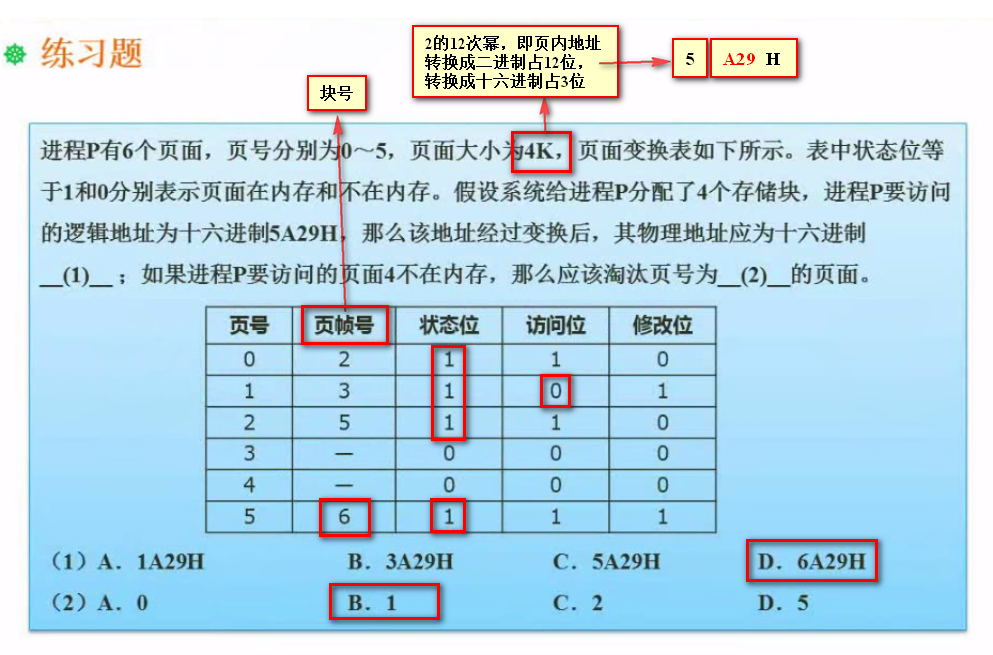 练习题
2的12次幂，即页内地址
转换成二进制占12位，
转换成十六进制占3位
5 A29 H
块号
进程P有6个页面，页号分别为0～5，页面大小为4K，页面变换表如下所示。表中状态位等
于1和0分别表示页面在内存和不在内存。假设系统给进程P分配了4个存储块，进程P要访问
的逻辑地址为十六进制5A29H，那么该地址经过变换后，其物理地址应为十六进制
__(1)__ ；如果进程P要访问的页面4不在内存，那么应该淘汰页号为__(2)__的页面。
页号 页帧号 状态位 访问位 修改位
0 2 1 1 0
1 3 1 0 1
2 5 1 1 0
3 — 0 0 0
4 — 0 0 0
5 6 1 1 1
（1）A．1A29H B．3A29H C．5A29H D．6A29H
（2）A．0 B．1 C．2 D．5